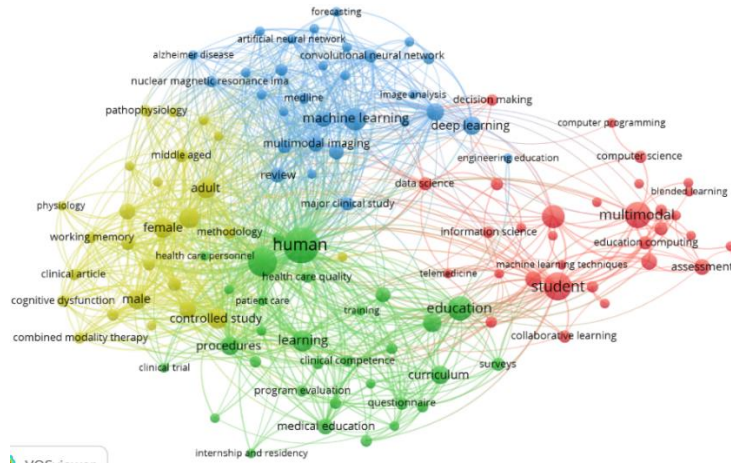 forecasting
artificial neural network
alzheimer disease
convolutional neural network
nuclear magnetic resonance ima
image analysis
medline
decision making
pathophysiology
machine learning
deep learning
computer programming
multimodal imaging
middle aged
engineering education
computer science
review
adult
data science
blended learning
physiology
major clinical study
multimodal
female
methodology
information science
working memory
human
education computing
health care personnel
machine learning techniques
assessment
clinical article
health care quality
telemedicine
student
cognitive dysfunction
male
patient care
training
education
controlled study
combined modality therapy
learning
collaborative learning
procedures
clinical trial
clinical competence
surveys
curriculum
program evaluation
questionnaire
medical education
internship and residency